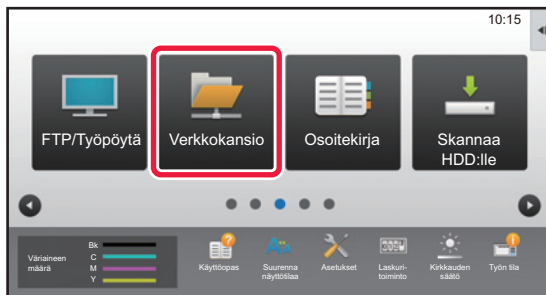 10:15
FTP/Työpöytä
Verkkokansio
Osoitekirja
Skannaa
HDD:lle
Väriaineen
määrä
Bk
C
M
Y
Käyttöopas
Suurenna
näyttötilaa
Asetukset
Laskuri-
toiminto
Kirkkauden
säätö
Työn tila